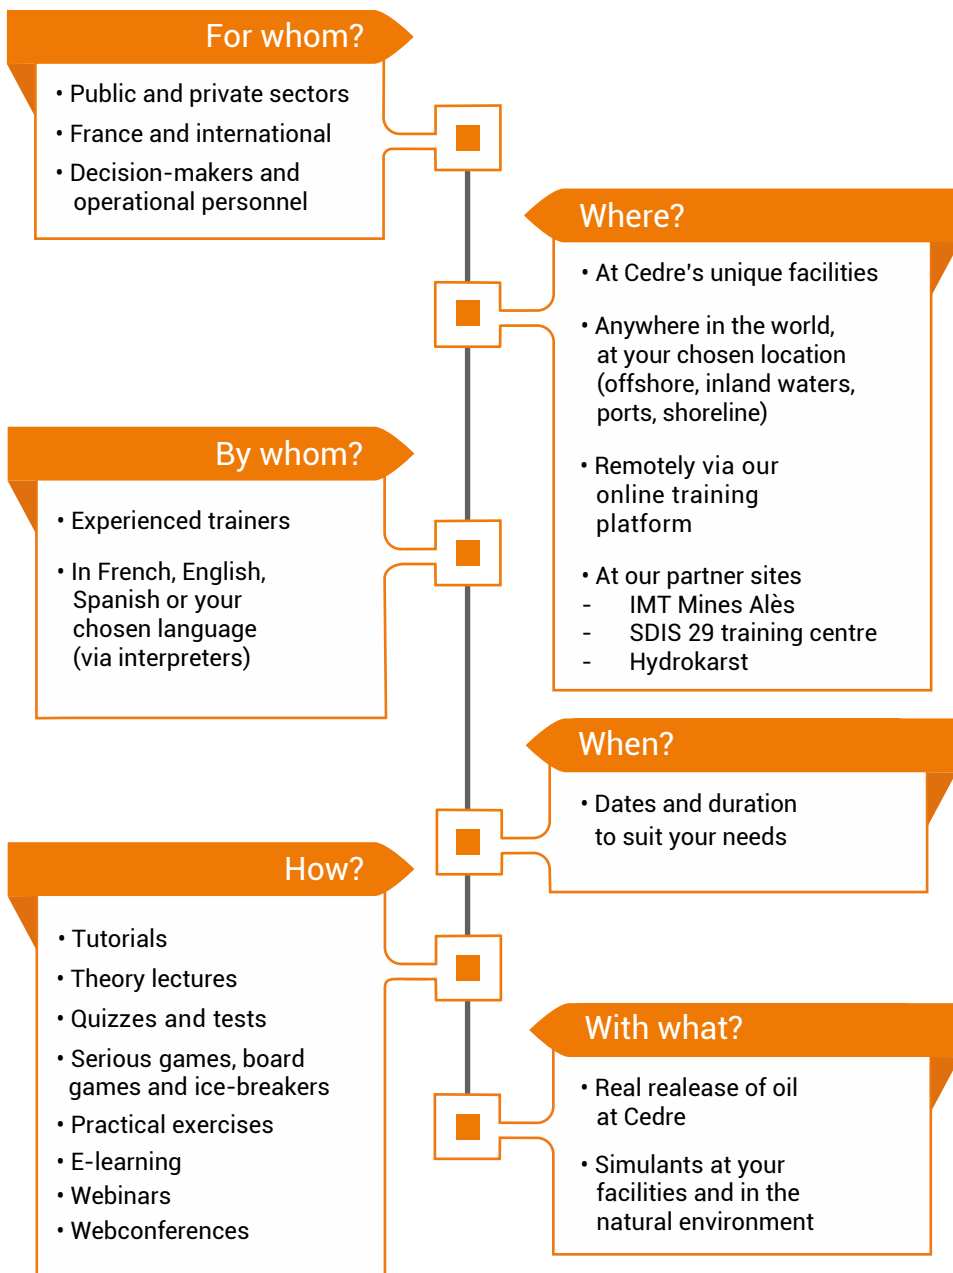 For whom?
• Public and private sectors
• France and international
• Decision-makers and
operational personnel
Where?
• At Cedre's unique facilities
• Anywhere in the world,
at your chosen location
(offshore, inland waters,
ports, shoreline)
• Remotely via our
online training
platform
• At our partner sites
- IMT Mines Alès
- SDIS 29 training centre
- Hydrokarst
By whom?
• Experienced trainers
• In French, English,
Spanish or your
chosen language
(via interpreters)
When?
• Dates and duration
to suit your needs
How?
• Tutorials
• Theory lectures
• Quizzes and tests
• Serious games, board
games and ice-breakers
• Practical exercises
• E-learning
• Webinars
• Webconferences
With what?
• Real realease of oil
at Cedre
• Simulants at your
facilities and in the
natural environment